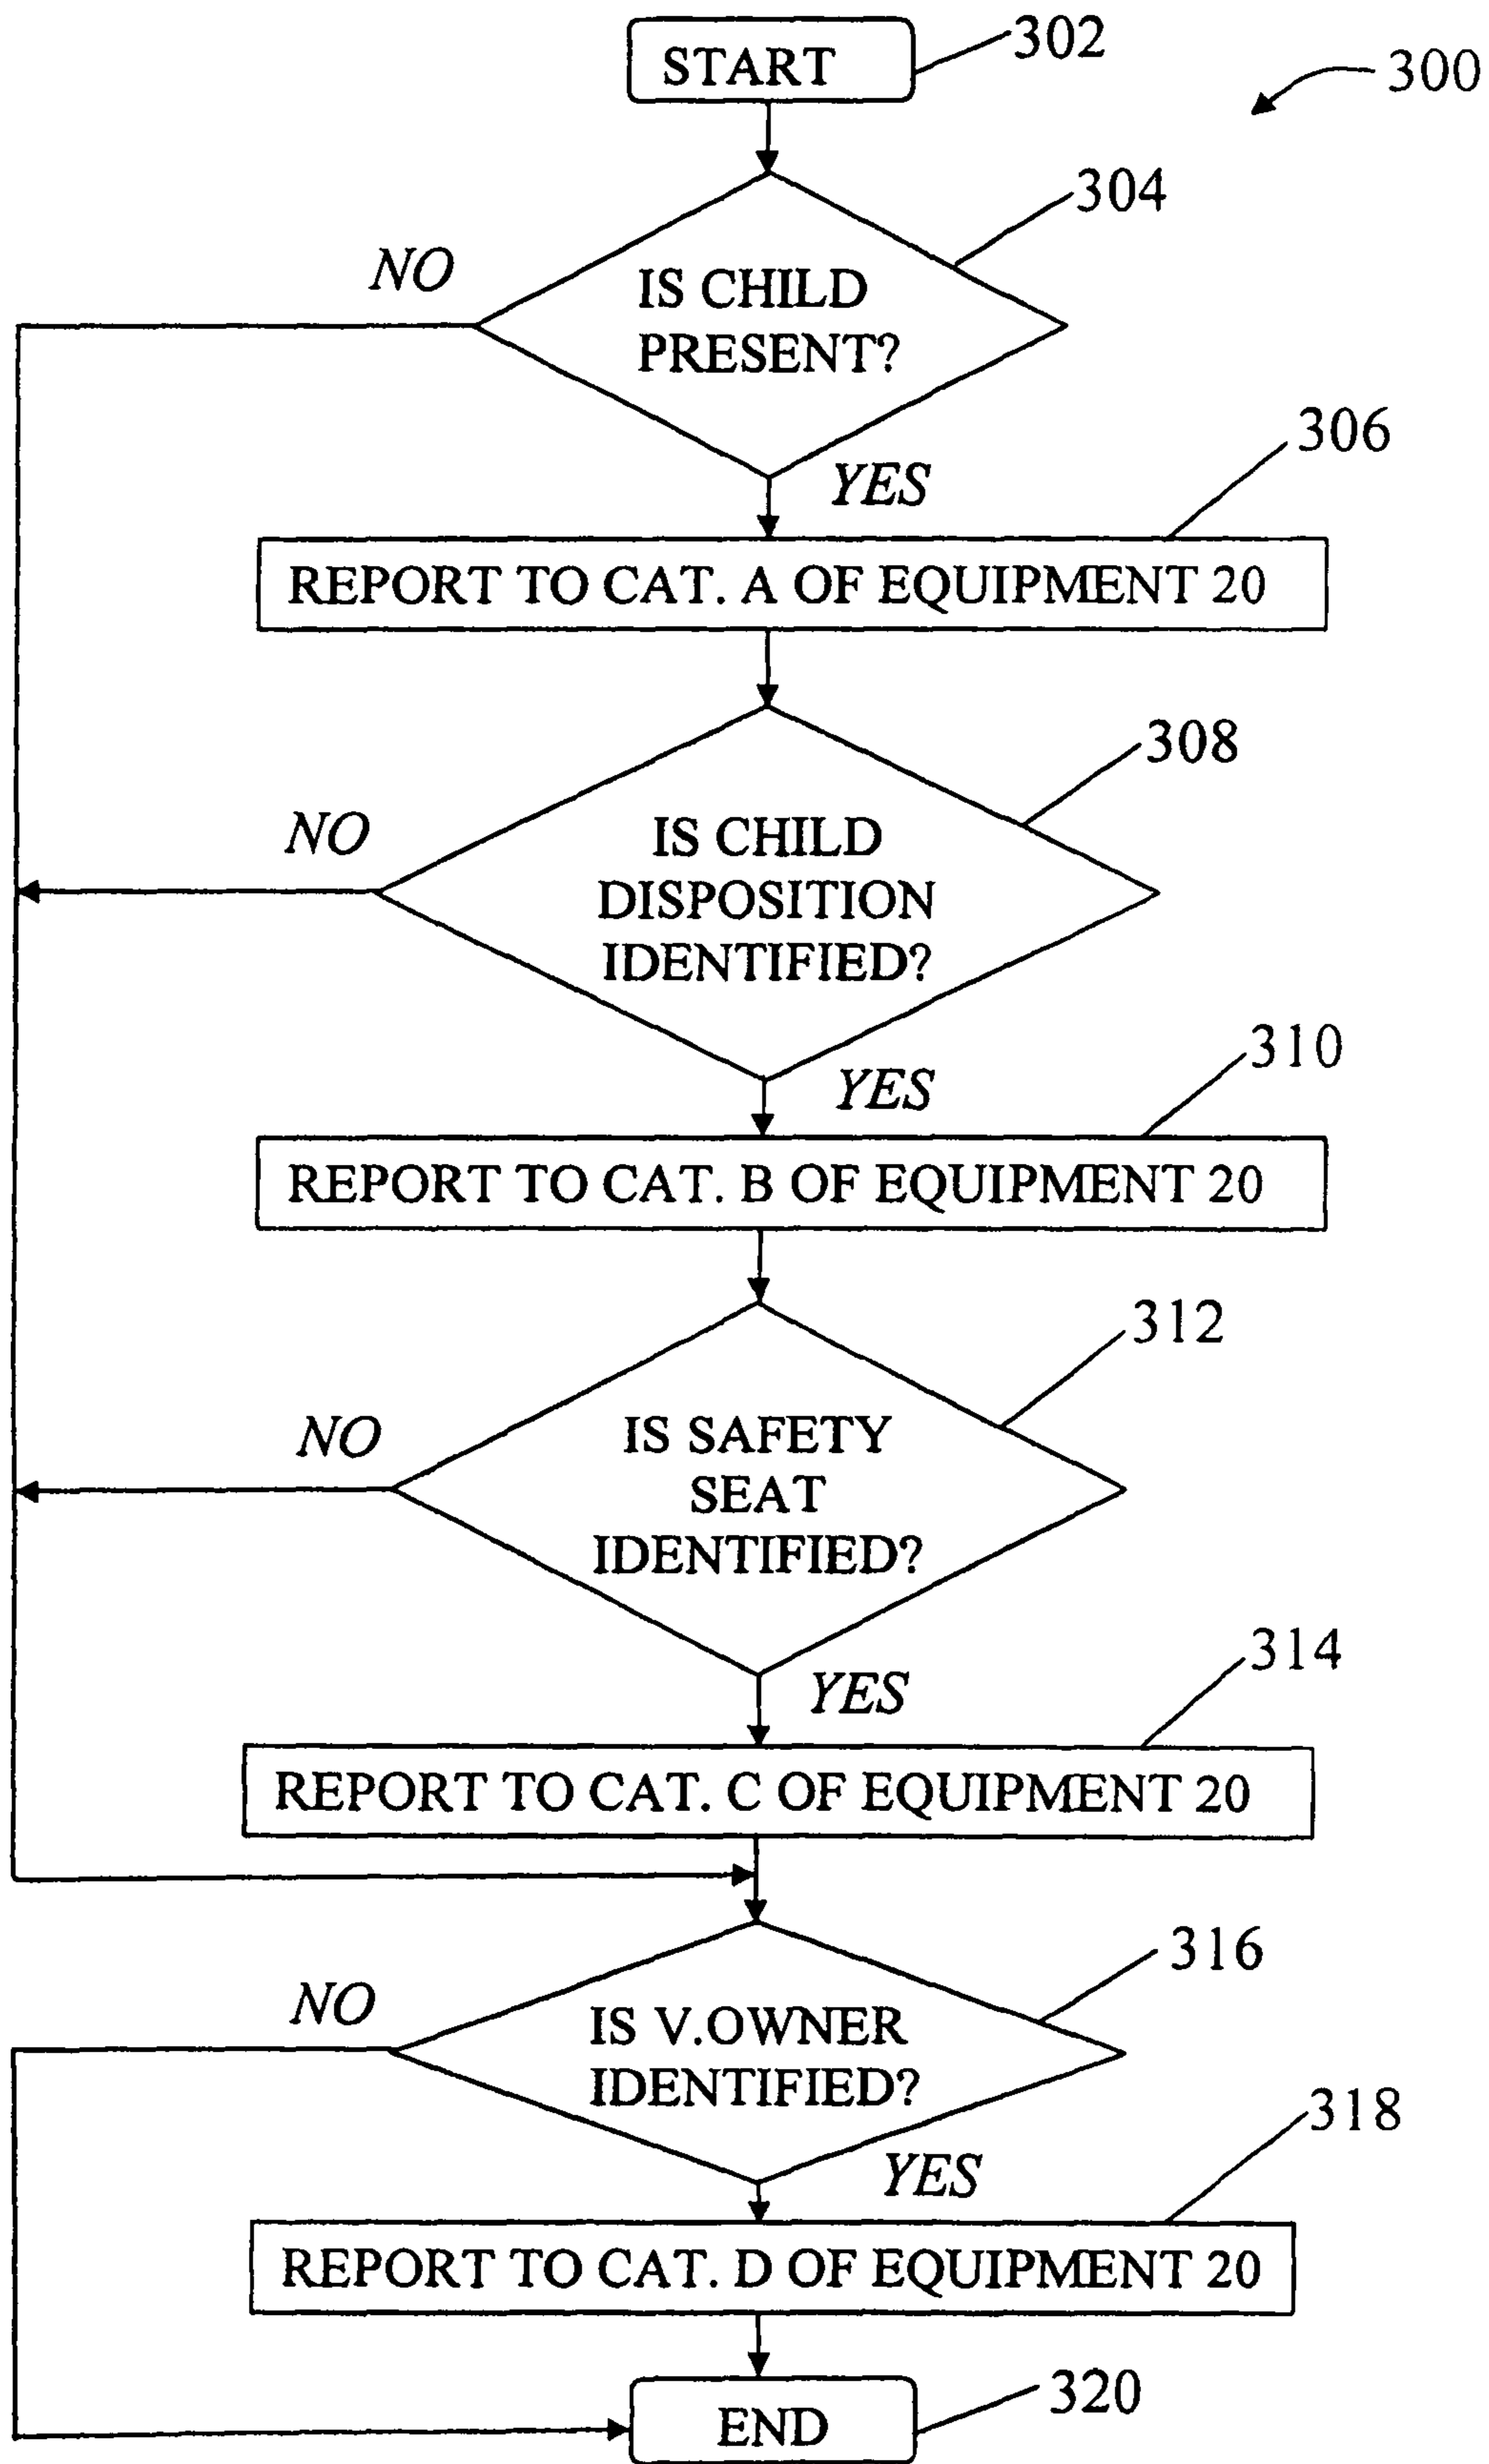 START
302
300
304
NO
IS CHILD
PRESENT?
306
YES
REPORT TO CAT. A OF EQUIPMENT 20
308
NO
IS CHILD
DISPOSITION
IDENTIFIED?
310
YES
REPORT TO CAT. B OF EQUIPMENT 20
312
NO
IS SAFETY
SEAT
IDENTIFIED?
314
YES
REPORT TO CAT. C OF EQUIPMENT 20
316
NO
IS V.OWNER
IDENTIFIED?
318
YES
REPORT TO CAT. D OF EQUIPMENT 20
320
END